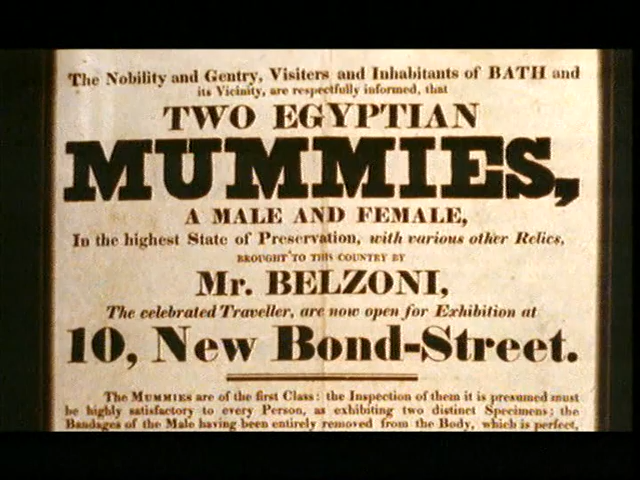 The Nobility and Gentry, Visiters and Inhabitants of BATH and
its Vicinity, are respectfully informed, that
TWO EGYPTIAN
MUMMIES,
A MALE AND FEMALE,
In the highest State of Preservation, with various other Relics,
BROUGHT TO THIS COUNTRY BY
Mr. BELZONI,
The celebrated Traveller, are now open for Exhibition at
10, New Bond-Street.
The MUMMIES are of the first Class: the Inspection of them it is presumed must
be highly satisfactory to every Person, as exhibiting two distinct Specimens; the
Bandages of the Male having been entirely removed from the Body, which is perfect,